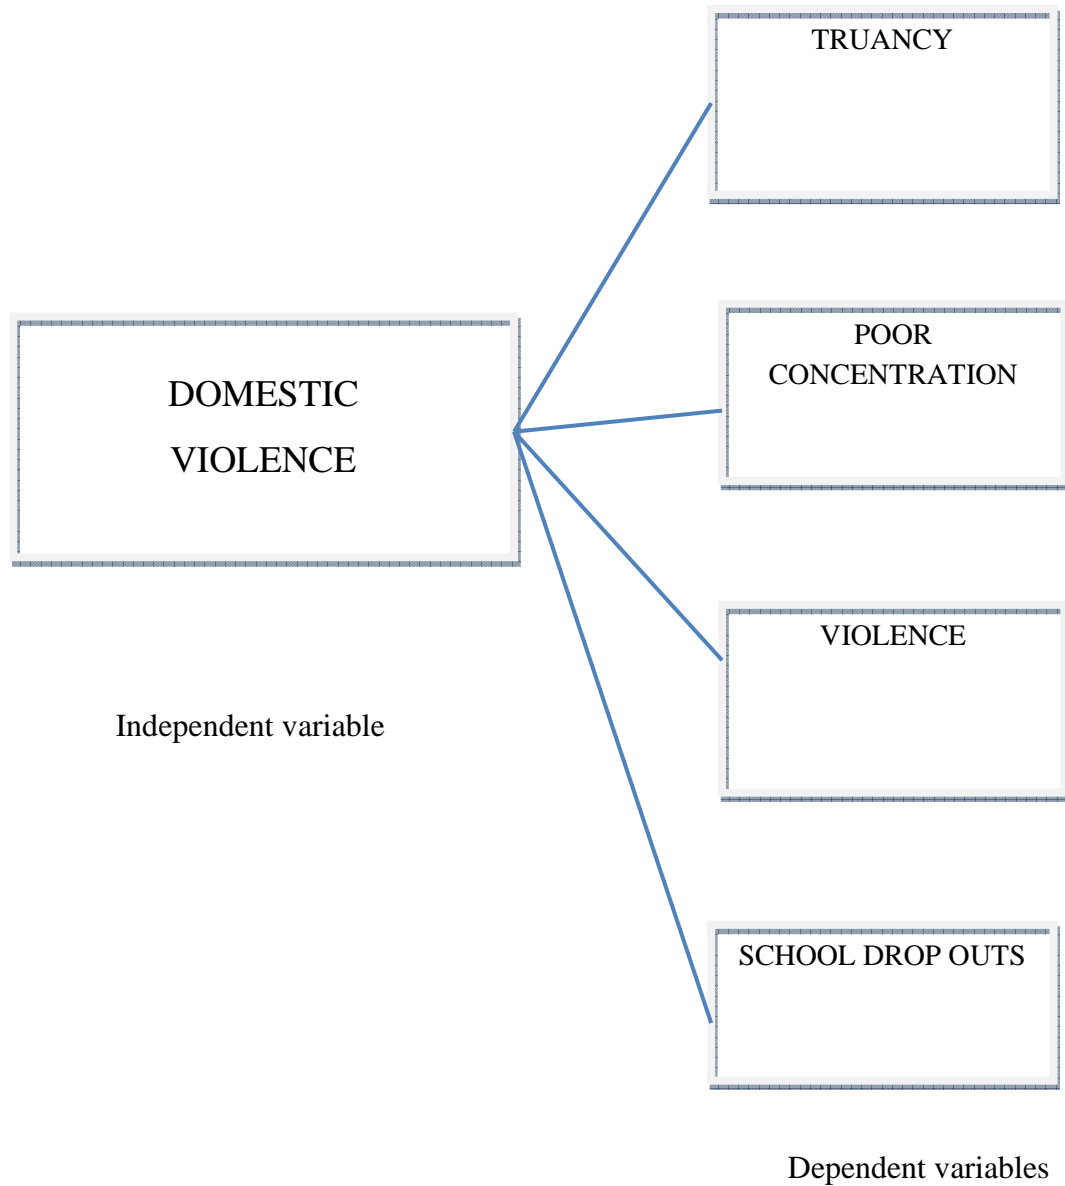 TRUANCY
POOR
CONCENTRATION
DOMESTIC
VIOLENCE
VIOLENCE
Independent variable
SCHOOL DROP OUTS
Dependent variables